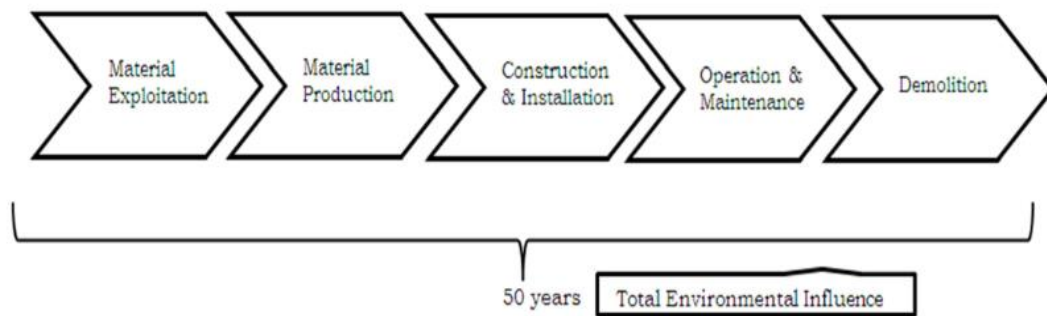 Material
Exploitation
Material
Production
Construction
& Installation
Operation &
Maintenance
Demolition
50 years
Total Environmental Influence